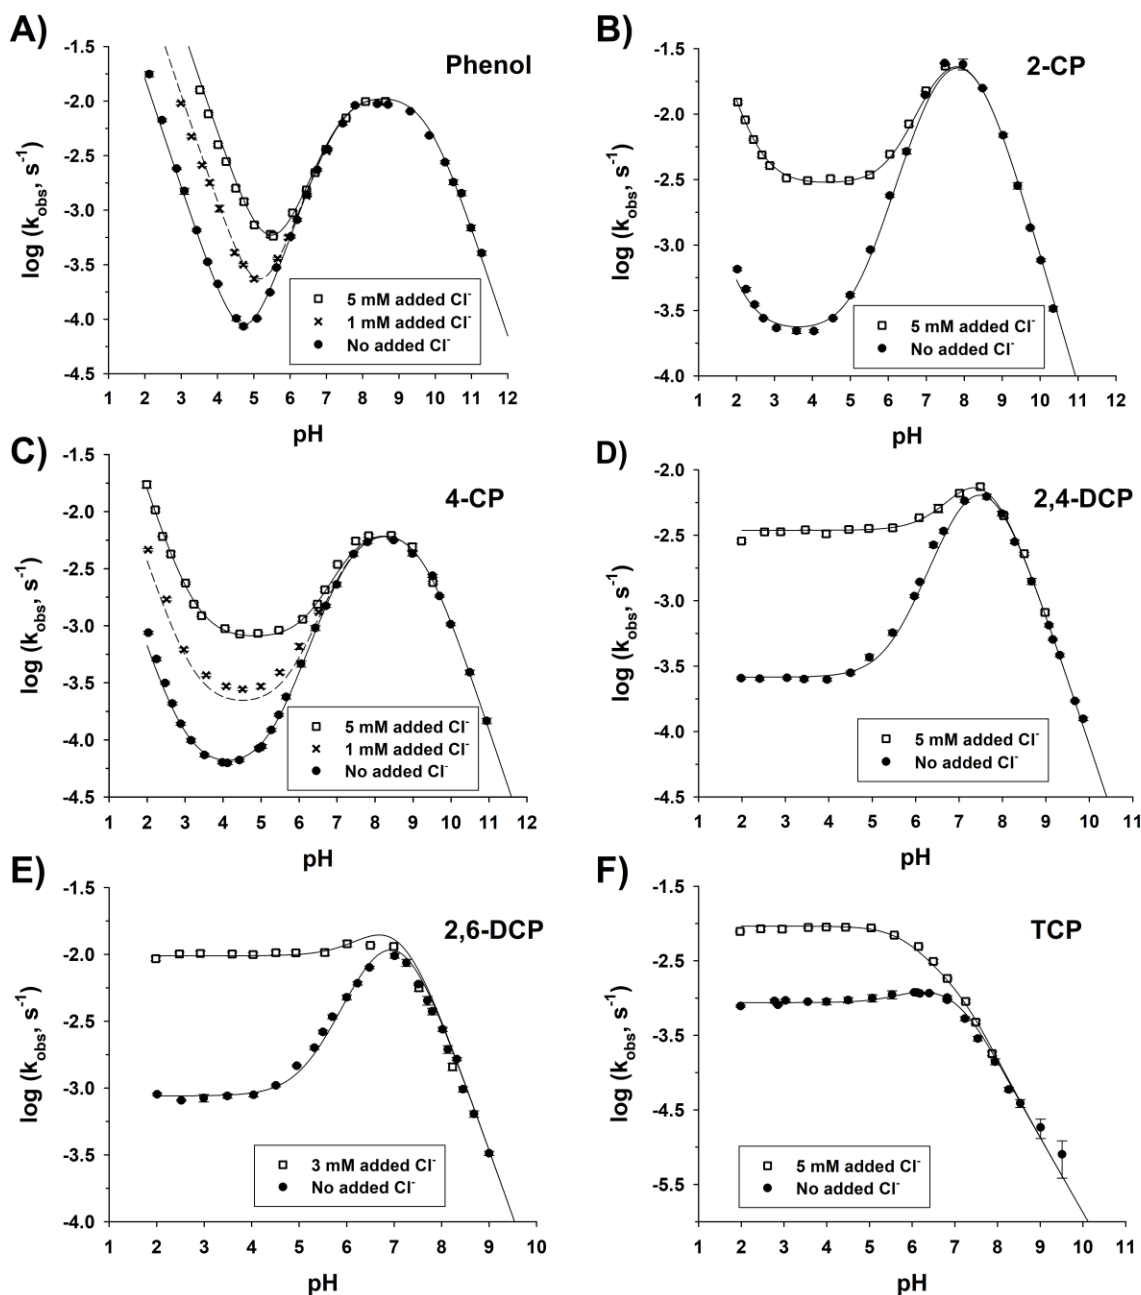 A)
Phenol
log (kobs, s-1)
-1.5
-2.0
-2.5
-3.0
-3.5
-4.0
-4.5
5 mM added Cl-
1 mM added Cl-
No added Cl-
1 2 3 4 5 6 7 8 9 10 11 12
pH
B)
2-CP
log (kobs, s-1)
-1.5
-2.0
-2.5
-3.0
-3.5
-4.0
5 mM added Cl-
No added Cl-
1 2 3 4 5 6 7 8 9 10 11
pH
C)
4-CP
log (kobs, s-1)
-1.5
-2.0
-2.5
-3.0
-3.5
-4.0
-4.5
5 mM added Cl-
1 mM added Cl-
No added Cl-
1 2 3 4 5 6 7 8 9 10 11 12
pH
D)
2,4-DCP
log (kobs, s-1)
-2.0
-2.5
-3.0
-3.5
-4.0
-4.5
5 mM added Cl-
No added Cl-
1 2 3 4 5 6 7 8 9 10 11
pH
E)
2,6-DCP
log (kobs, s-1)
-1.5
-2.0
-2.5
-3.0
-3.5
-4.0
3 mM added Cl-
No added Cl-
1 2 3 4 5 6 7 8 9 10
pH
F)
TCP
log (kobs, s-1)
-1.5
-2.5
-3.5
-4.5
-5.5
5 mM added Cl-
No added Cl-
1 2 3 4 5 6 7 8 9 10 11
pH